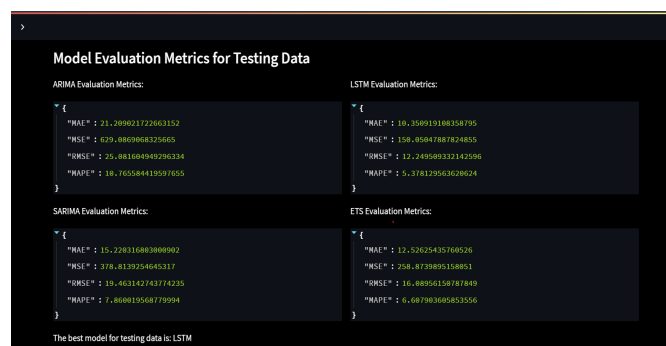 Model Evaluation Metrics for Testing Data
ARIMA Evaluation Metrics:
{
"MAE" : 21.209021722663152
"MSE" : 629.0869068325665
"RMSE" : 25.081604949296334
"MAPE" : 10.765584419597655
}
LSTM Evaluation Metrics:
{
"MAE" : 10.350919108358795
"MSE" : 150.05047887824855
"RMSE" : 12.249509332142596
"MAPE" : 5.378129563620624
}
SARIMA Evaluation Metrics:
{
"MAE" : 15.220316803000902
"MSE" : 378.8139254645317
"RMSE" : 19.463142743774235
"MAPE" : 7.860019568779994
}
ETS Evaluation Metrics:
{
"MAE" : 12.52625435760526
"MSE" : 258.8739895158051
"RMSE" : 16.08956150787849
"MAPE" : 6.607903605853556
}
The best model for testing data is: LSTM